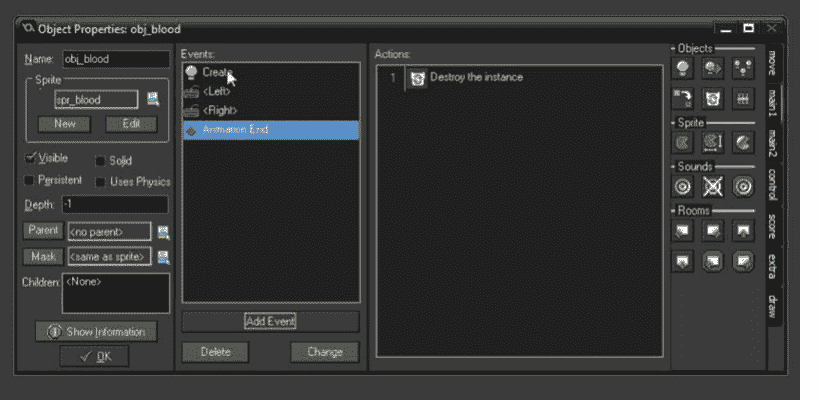 Object Properties: obj_blood
Name: obj_blood
Sprite
spr_blood
New Edit
Visible Solid
Persistent Uses Physics
Depth: -1
Parent <no parent>
Mask <same as sprite>
Children: <None>
Show Information
OK
Events:
Create
<Left>
<Right>
Animation End
Add Event
Delete Change
Actions:
1 Destroy the instance
Objects
Sprite
Sounds
Rooms
move
main1
main2
control
score
extra
draw